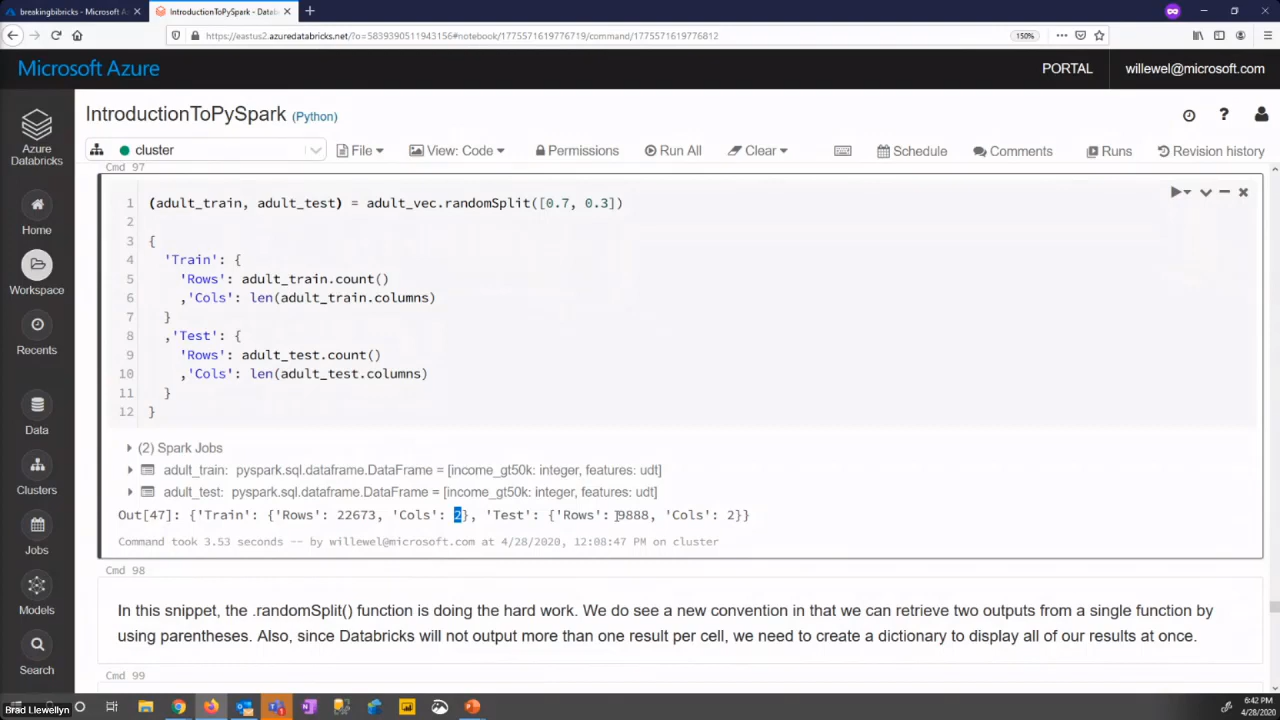 breakingbibricks - Microsoft A
IntroductionToPySpark - Datab
https://eastus2.azuredatabricks.net/?o=5839390511943156#notebook/1775571619776719/command/1775571619776812
150%
Microsoft Azure
PORTAL
willewel@microsoft.com
Azure
Databricks
Home
Workspace
Recents
Data
Clusters
Jobs
Models
Search
IntroductionToPySpark (Python)
cluster
File
View: Code
Permissions
Run All
Clear
Schedule
Comments
Runs
Revision history
Cmd 97
1 (adult_train, adult_test) = adult_vec.randomSplit([0.7, 0.3])
2
3 {
4 'Train': {
5 'Rows': adult_train.count()
6 ,'Cols': len(adult_train.columns)
7 }
8 ,'Test': {
9 'Rows': adult_test.count()
10 ,'Cols': len(adult_test.columns)
11 }
12 }
(2) Spark Jobs
adult_train: pyspark.sql.dataframe.DataFrame = [income_gt50k: integer, features: udt]
adult_test: pyspark.sql.dataframe.DataFrame = [income_gt50k: integer, features: udt]
Out[47]: {'Train': {'Rows': 22673, 'Cols': 2}, 'Test': {'Rows': 9888, 'Cols': 2}}
Command took 3.53 seconds -- by willewel@microsoft.com at 4/28/2020, 12:08:47 PM on cluster
Cmd 98
In this snippet, the .randomSplit() function is doing the hard work. We do see a new convention in that we can retrieve two outputs from a single function by
using parentheses. Also, since Databricks will not output more than one result per cell, we need to create a dictionary to display all of our results at once.
Cmd 99
Brad Llewellyn
6:42 PM
4/28/2020